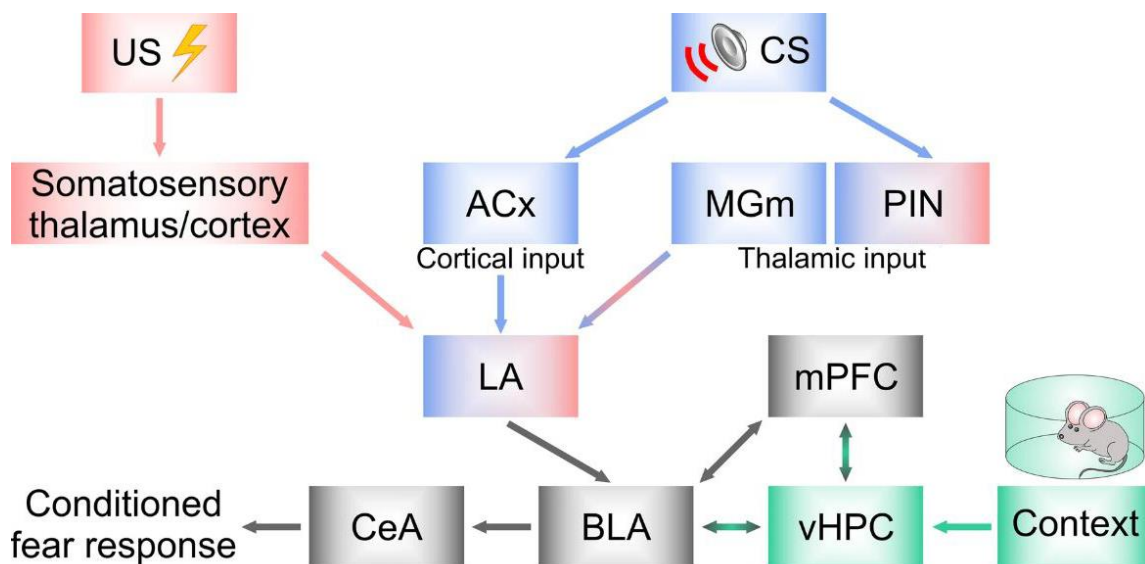 US
CS
Somatosensory
thalamus/cortex
ACx
MGm
PIN
Cortical input
Thalamic input
LA
mPFC
Conditioned
fear response
CeA
BLA
vHPC
Context